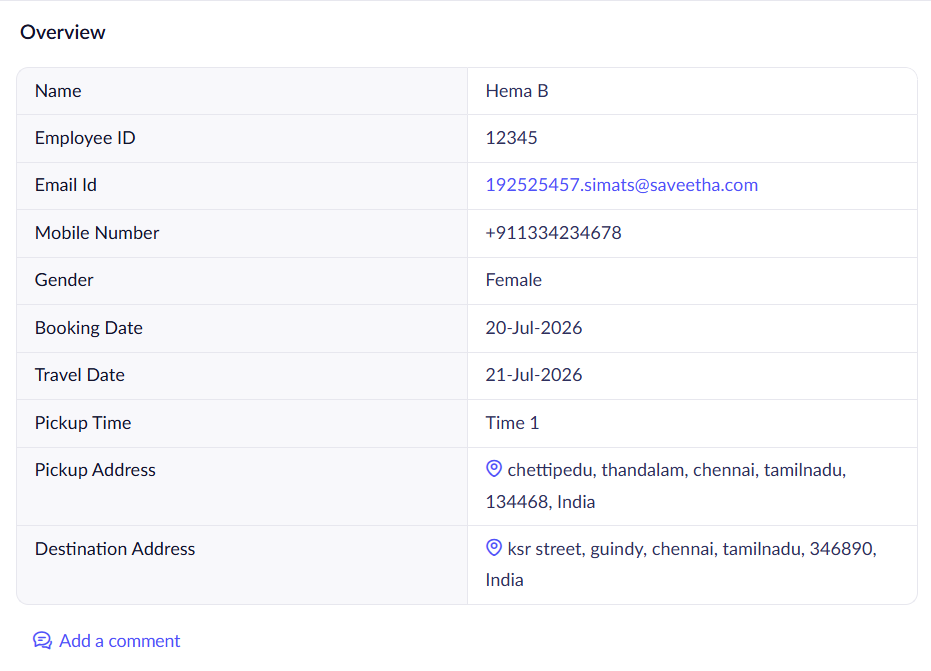 Overview
Name
Hema B
Employee ID
12345
Email Id
192525457.simats@saveetha.com
Mobile Number
+911334234678
Gender
Female
Booking Date
20-Jul-2026
Travel Date
21-Jul-2026
Pickup Time
Time 1
Pickup Address
chettipedu, thandalam, chennai, tamilnadu,
134468, India
Destination Address
ksr street, guindy, chennai, tamilnadu, 346890,
India
Add a comment